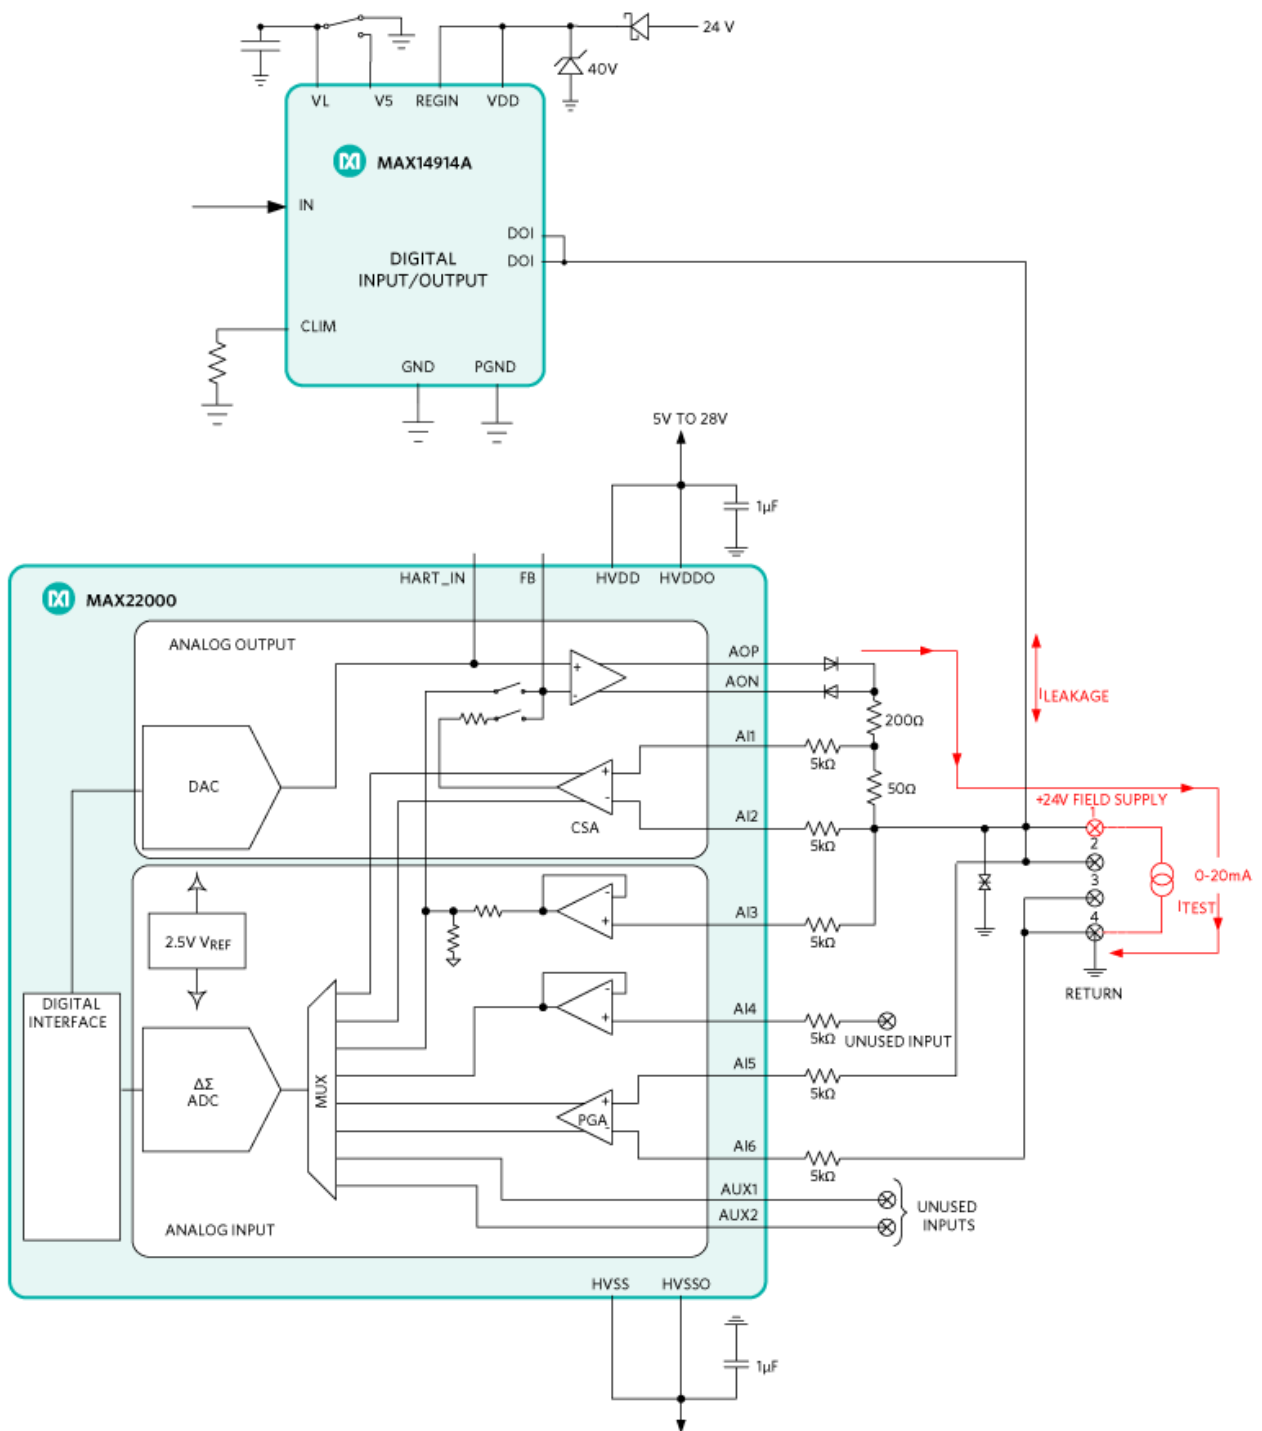 24 V
40V
VL
V5
REGIN
VDD
MAX14914A
IN
DOI
DOI
DIGITAL
INPUT/OUTPUT
CLIM
GND
PGND
5V TO 28V
1µF
HART_IN
FB
HVDD
HVDDO
MAX22000
ANALOG OUTPUT
AOP
+
-
AON
ILEAKAGE
200Ω
DAC
AI1
5kΩ
+
-
50Ω
+24V FIELD SUPPLY
CSA
AI2
5kΩ
1
2
3
4
0-20mA
ITEST
RETURN
2.5V VREF
-
+
AI3
5kΩ
-
+
AI4
5kΩ
UNUSED INPUT
DIGITAL
INTERFACE
ΔΣ
ADC
MUX
AI5
5kΩ
+
PGA
-
AI6
5kΩ
AUX1
AUX2
UNUSED
INPUTS
ANALOG INPUT
HVSS
HVSSO
1µF